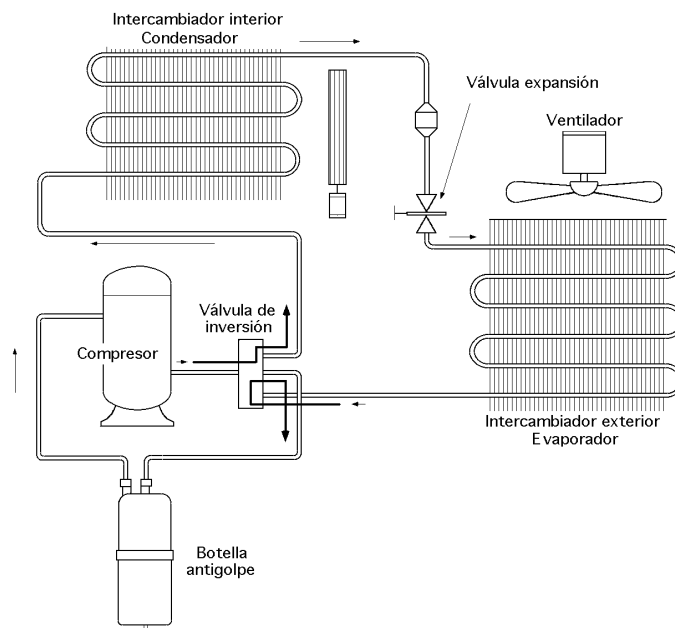 Intercambiador interior
Condensador
Válvula expansión
Ventilador
Válvula de
inversión
Compresor
Intercambiador exterior
Evaporador
Botella
antigolpe